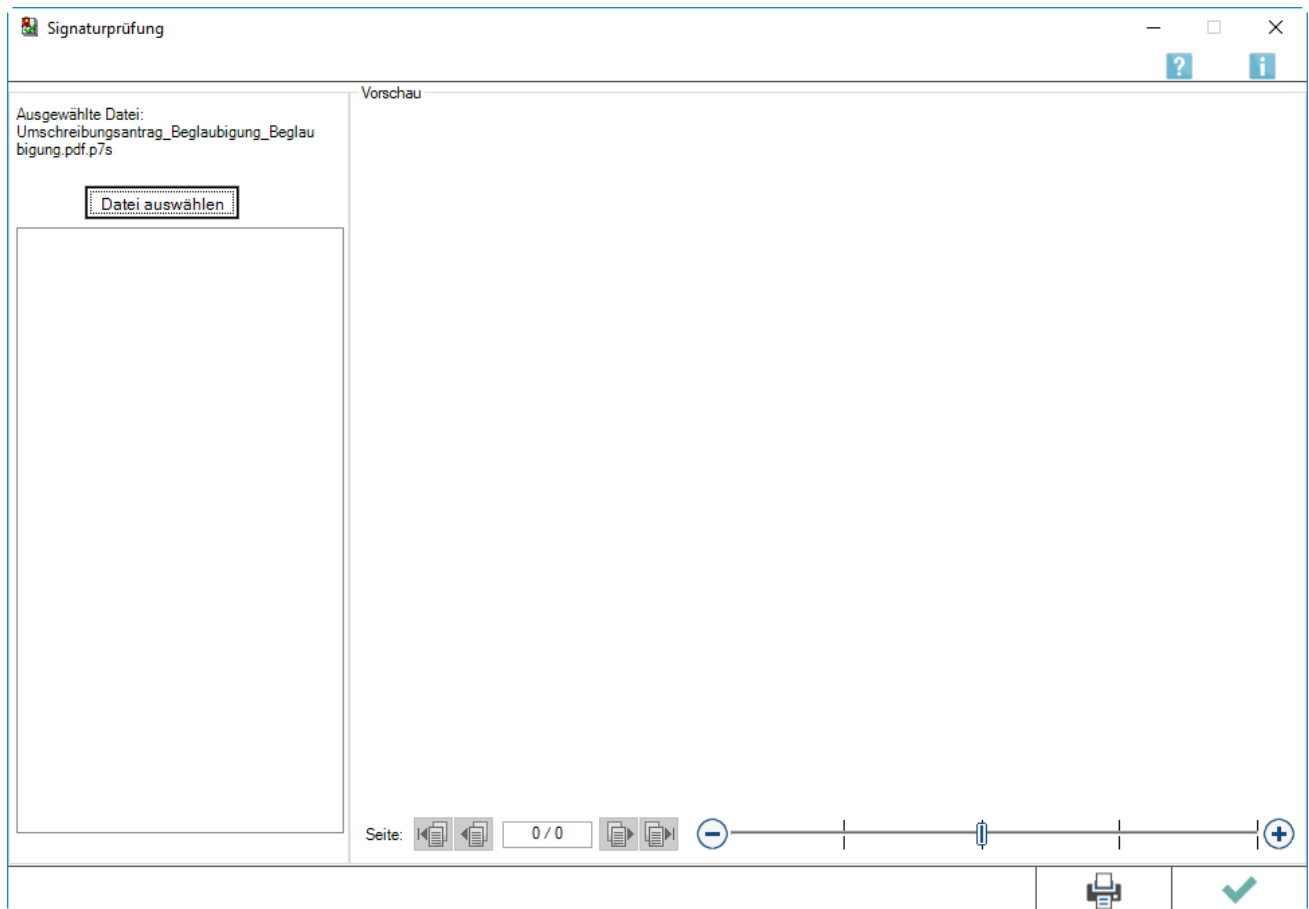 Signaturprüfung
?
i
Vorschau
Ausgewählte Datei:
Umschreibungsantrag_Beglaubigung_Beglau
bigung.pdf.p7s
Datei auswählen
Seite:
0 / 0